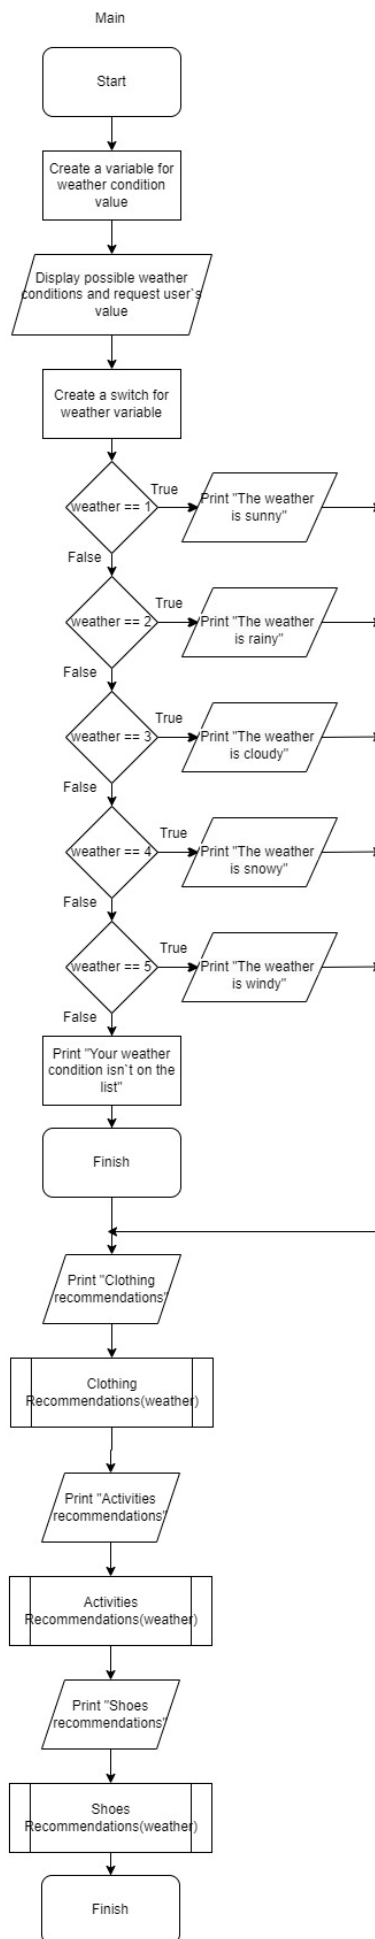 Main
Start
Create a variable for
weather condition
value
Display possible weather
conditions and request user`s
value
Create a switch for
weather variable
weather == 1
True
Print "The weather
is sunny"
False
weather == 2
True
Print "The weather
is rainy"
False
weather == 3
True
Print "The weather
is cloudy"
False
weather == 4
True
Print "The weather
is snowy"
False
weather == 5
True
Print "The weather
is windy"
False
Print "Your weather
condition isn`t on the
list"
Finish
Print "Clothing
recommendations"
Clothing
Recommendations(weather)
Print "Activities
recommendations"
Activities
Recommendations(weather)
Print "Shoes
recommendations"
Shoes
Recommendations(weather)
Finish